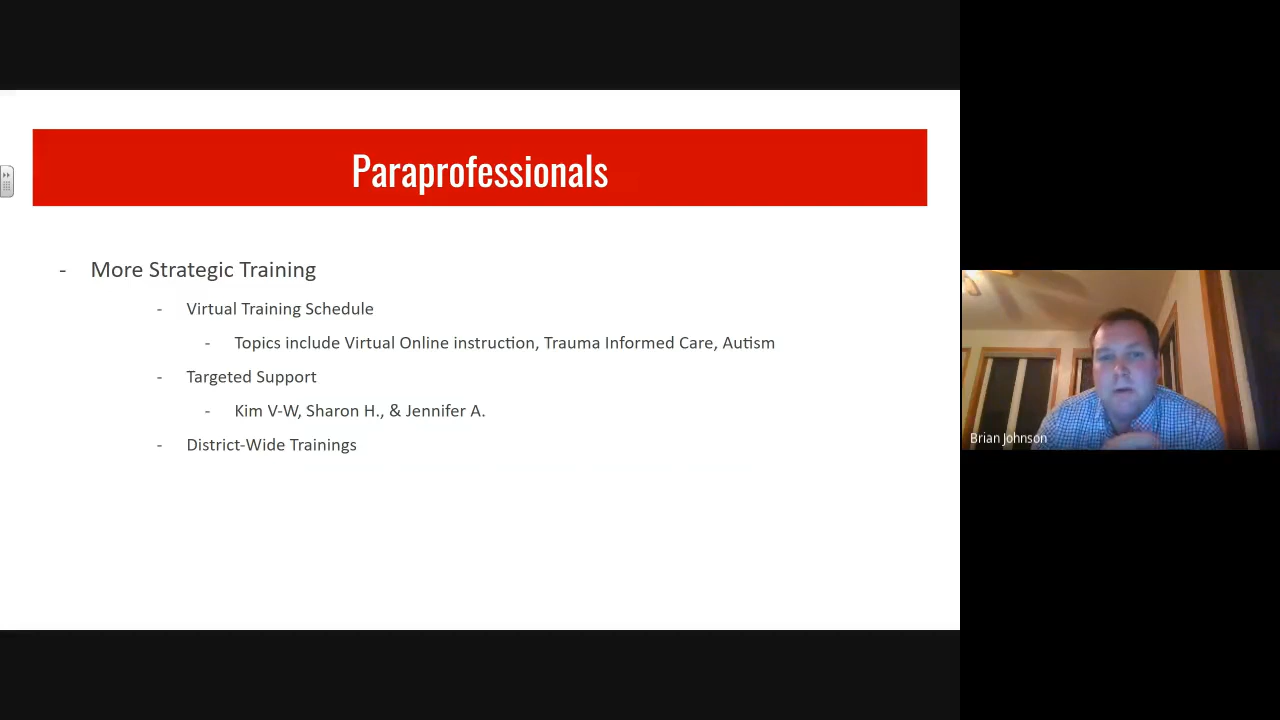 Paraprofessionals
- More Strategic Training
- Virtual Training Schedule
- Topics include Virtual Online instruction, Trauma Informed Care, Autism
- Targeted Support
- Kim V-W, Sharon H., & Jennifer A.
- District-Wide Trainings
Brian Johnson